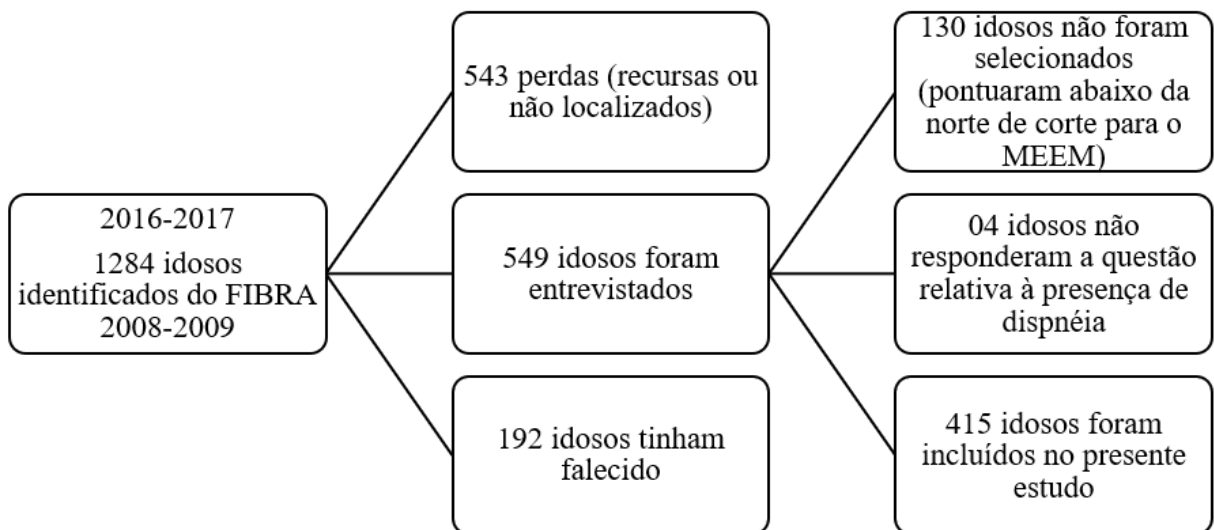 2016-2017
1284 idosos
identificados do FIBRA
2008-2009
543 perdas (recursas ou
não localizados)
549 idosos foram
entrevistados
192 idosos tinham
falecido
130 idosos não foram
selecionados
(pontuaram abaixo da
norte de corte para o
MEEM)
04 idosos não
responderam a questão
relativa à presença de
dispnéia
415 idosos foram
incluídos no presente
estudo